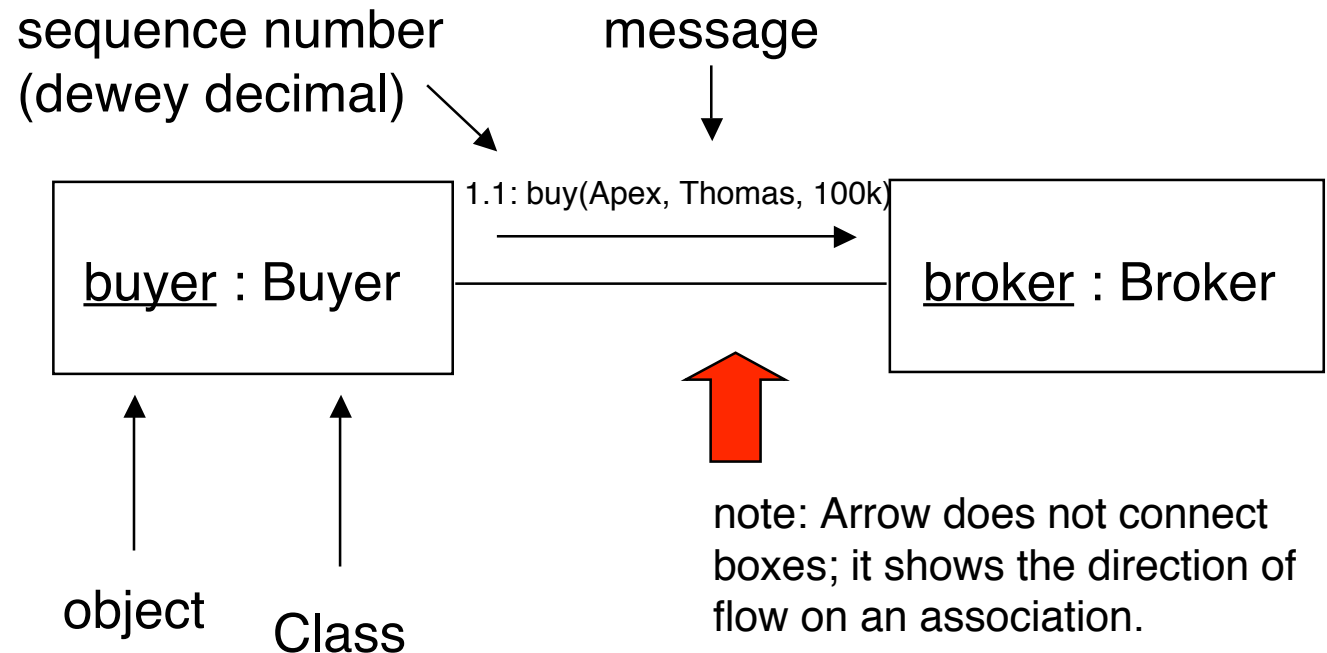 sequence number
(dewey decimal)
message
1.1: buy(Apex, Thomas, 100k)
buyer : Buyer
broker : Broker
object
Class
note: Arrow does not connect
boxes; it shows the direction of
flow on an association.